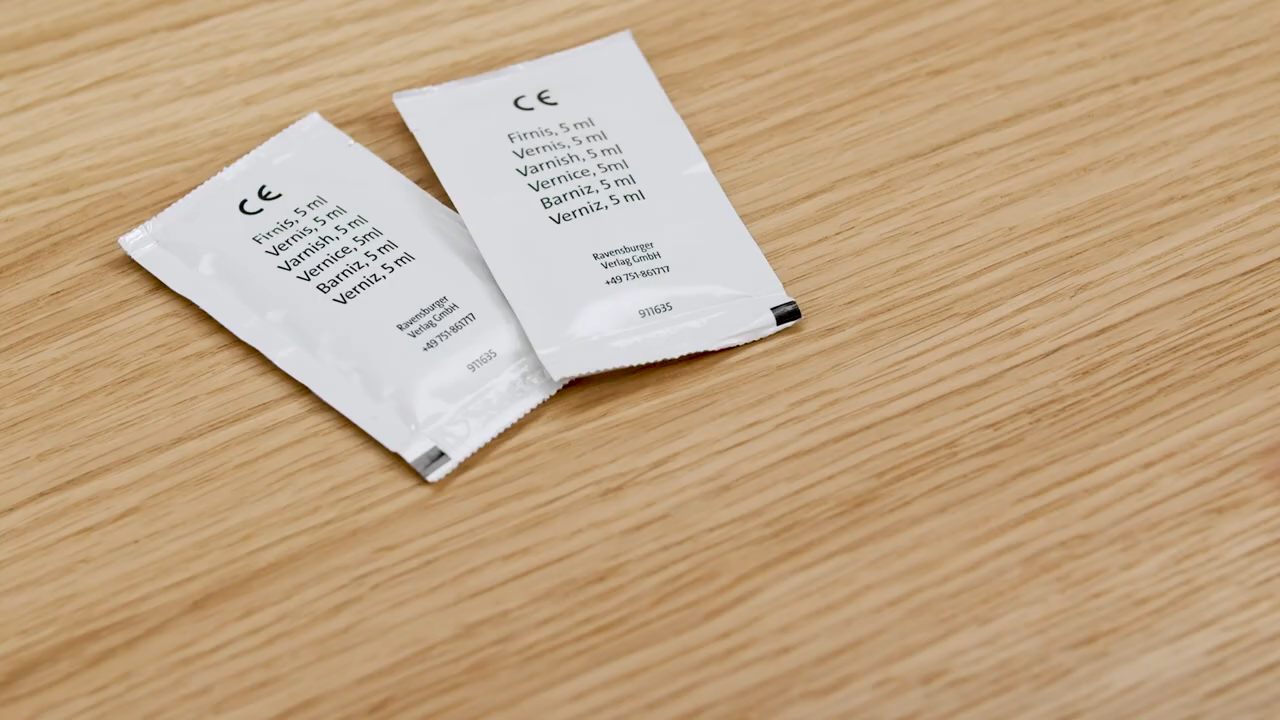 CE
Firnis, 5 ml
Vernis, 5 ml
Varnish, 5 ml
Vernice, 5ml
Barniz, 5 ml
Verniz, 5 ml
Ravensburger
Verlag GmbH
+49 751-861717
911635
CE
Firnis, 5 ml
Vernis, 5 ml
Varnish, 5 ml
Vernice, 5ml
Barniz, 5 ml
Verniz, 5 ml
Ravensburger
Verlag GmbH
+49 751-861717
911635